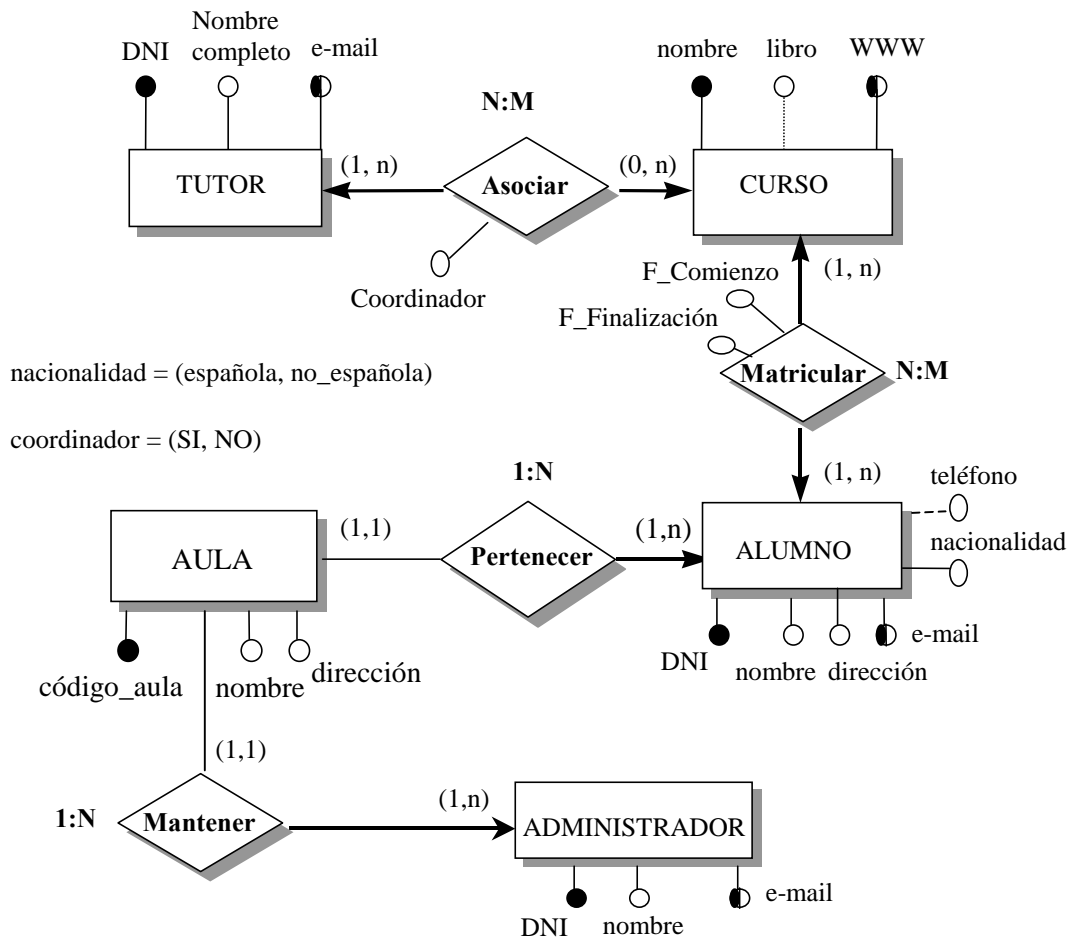 Nombre
completo
DNI
e-mail
nombre
libro
WWW
N:M
TUTOR
(1, n)
Asociar
(0, n)
CURSO
Coordinador
F_Comienzo
(1, n)
F_Finalización
Matricular
N:M
nacionalidad = (española, no_española)
coordinador = (SI, NO)
1:N
(1, n)
teléfono
AULA
(1,1)
Pertenecer
(1,n)
ALUMNO
nacionalidad
código_aula
nombre
dirección
DNI
nombre
dirección
e-mail
(1,1)
1:N
Mantener
(1,n)
ADMINISTRADOR
DNI
nombre
e-mail